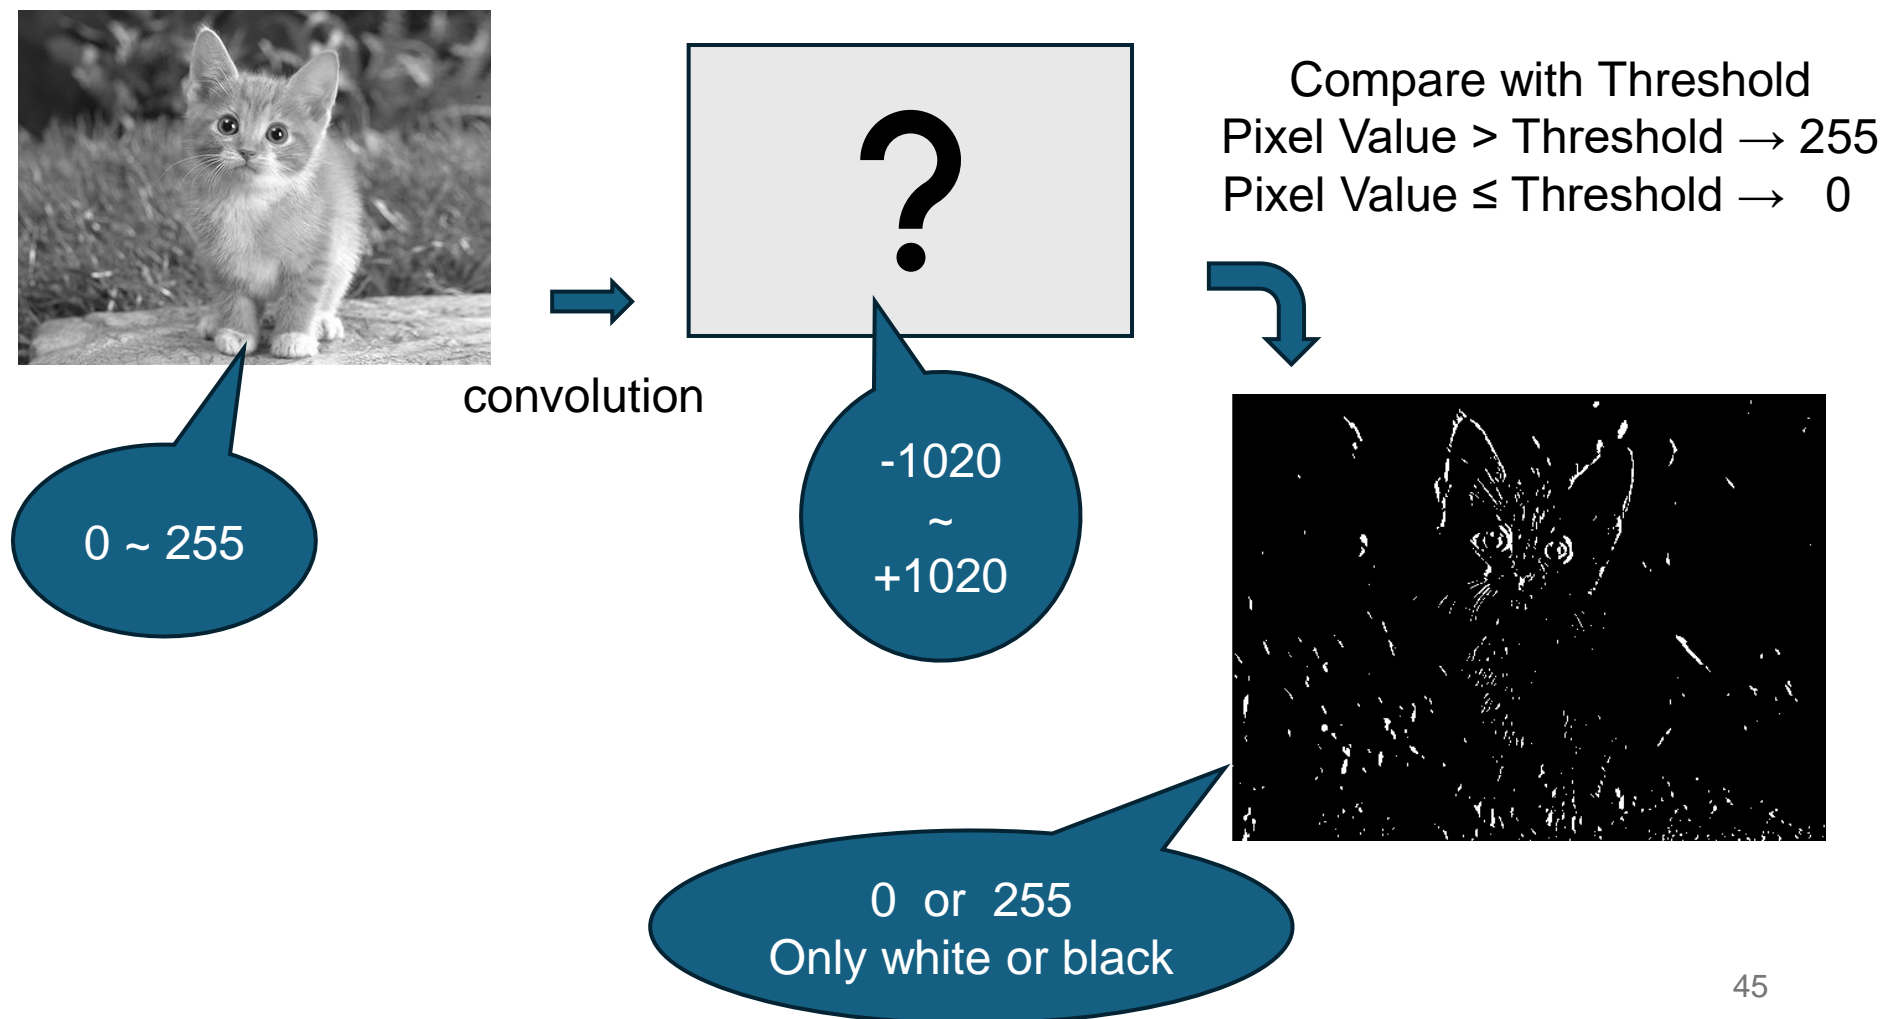 Compare with Threshold
Pixel Value > Threshold → 255
Pixel Value ≤ Threshold → 0
?
convolution
0 ~ 255
-1020
~
+1020
0 or 255
Only white or black
45